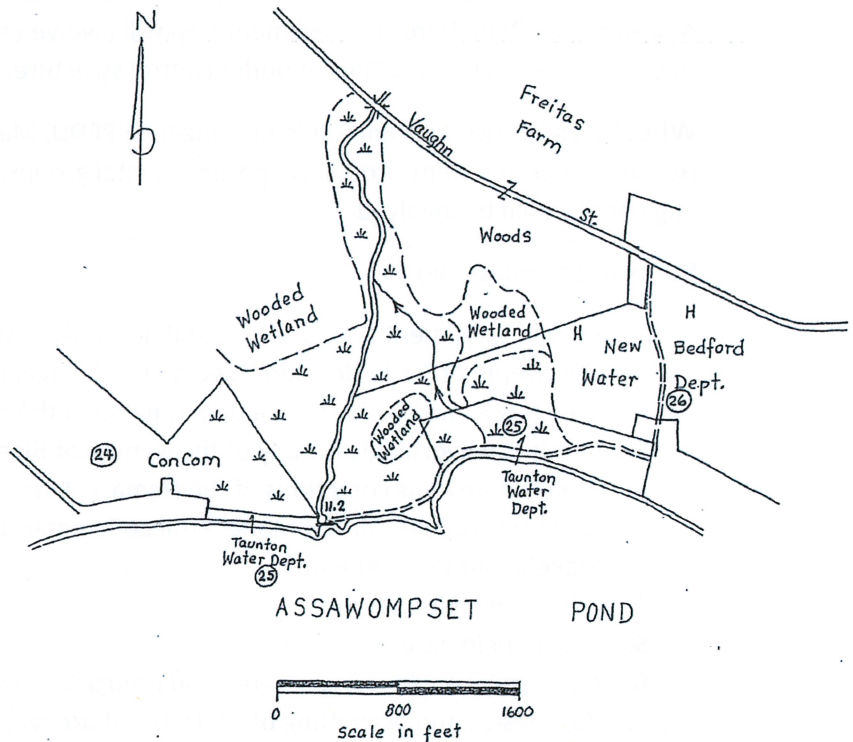 N
Freitas
Farm
Vaughn
St.
Z
Woods
Wooded
Wetland
Wooded
Wetland
H
H
New Bedford
Water Dept.
26
Wooded
Wetland
25
24
ConCom
Taunton
Water
Dept.
11.2
Taunton
Water Dept.
25
ASSAWOMPSET POND
0 800 1600
Scale in feet